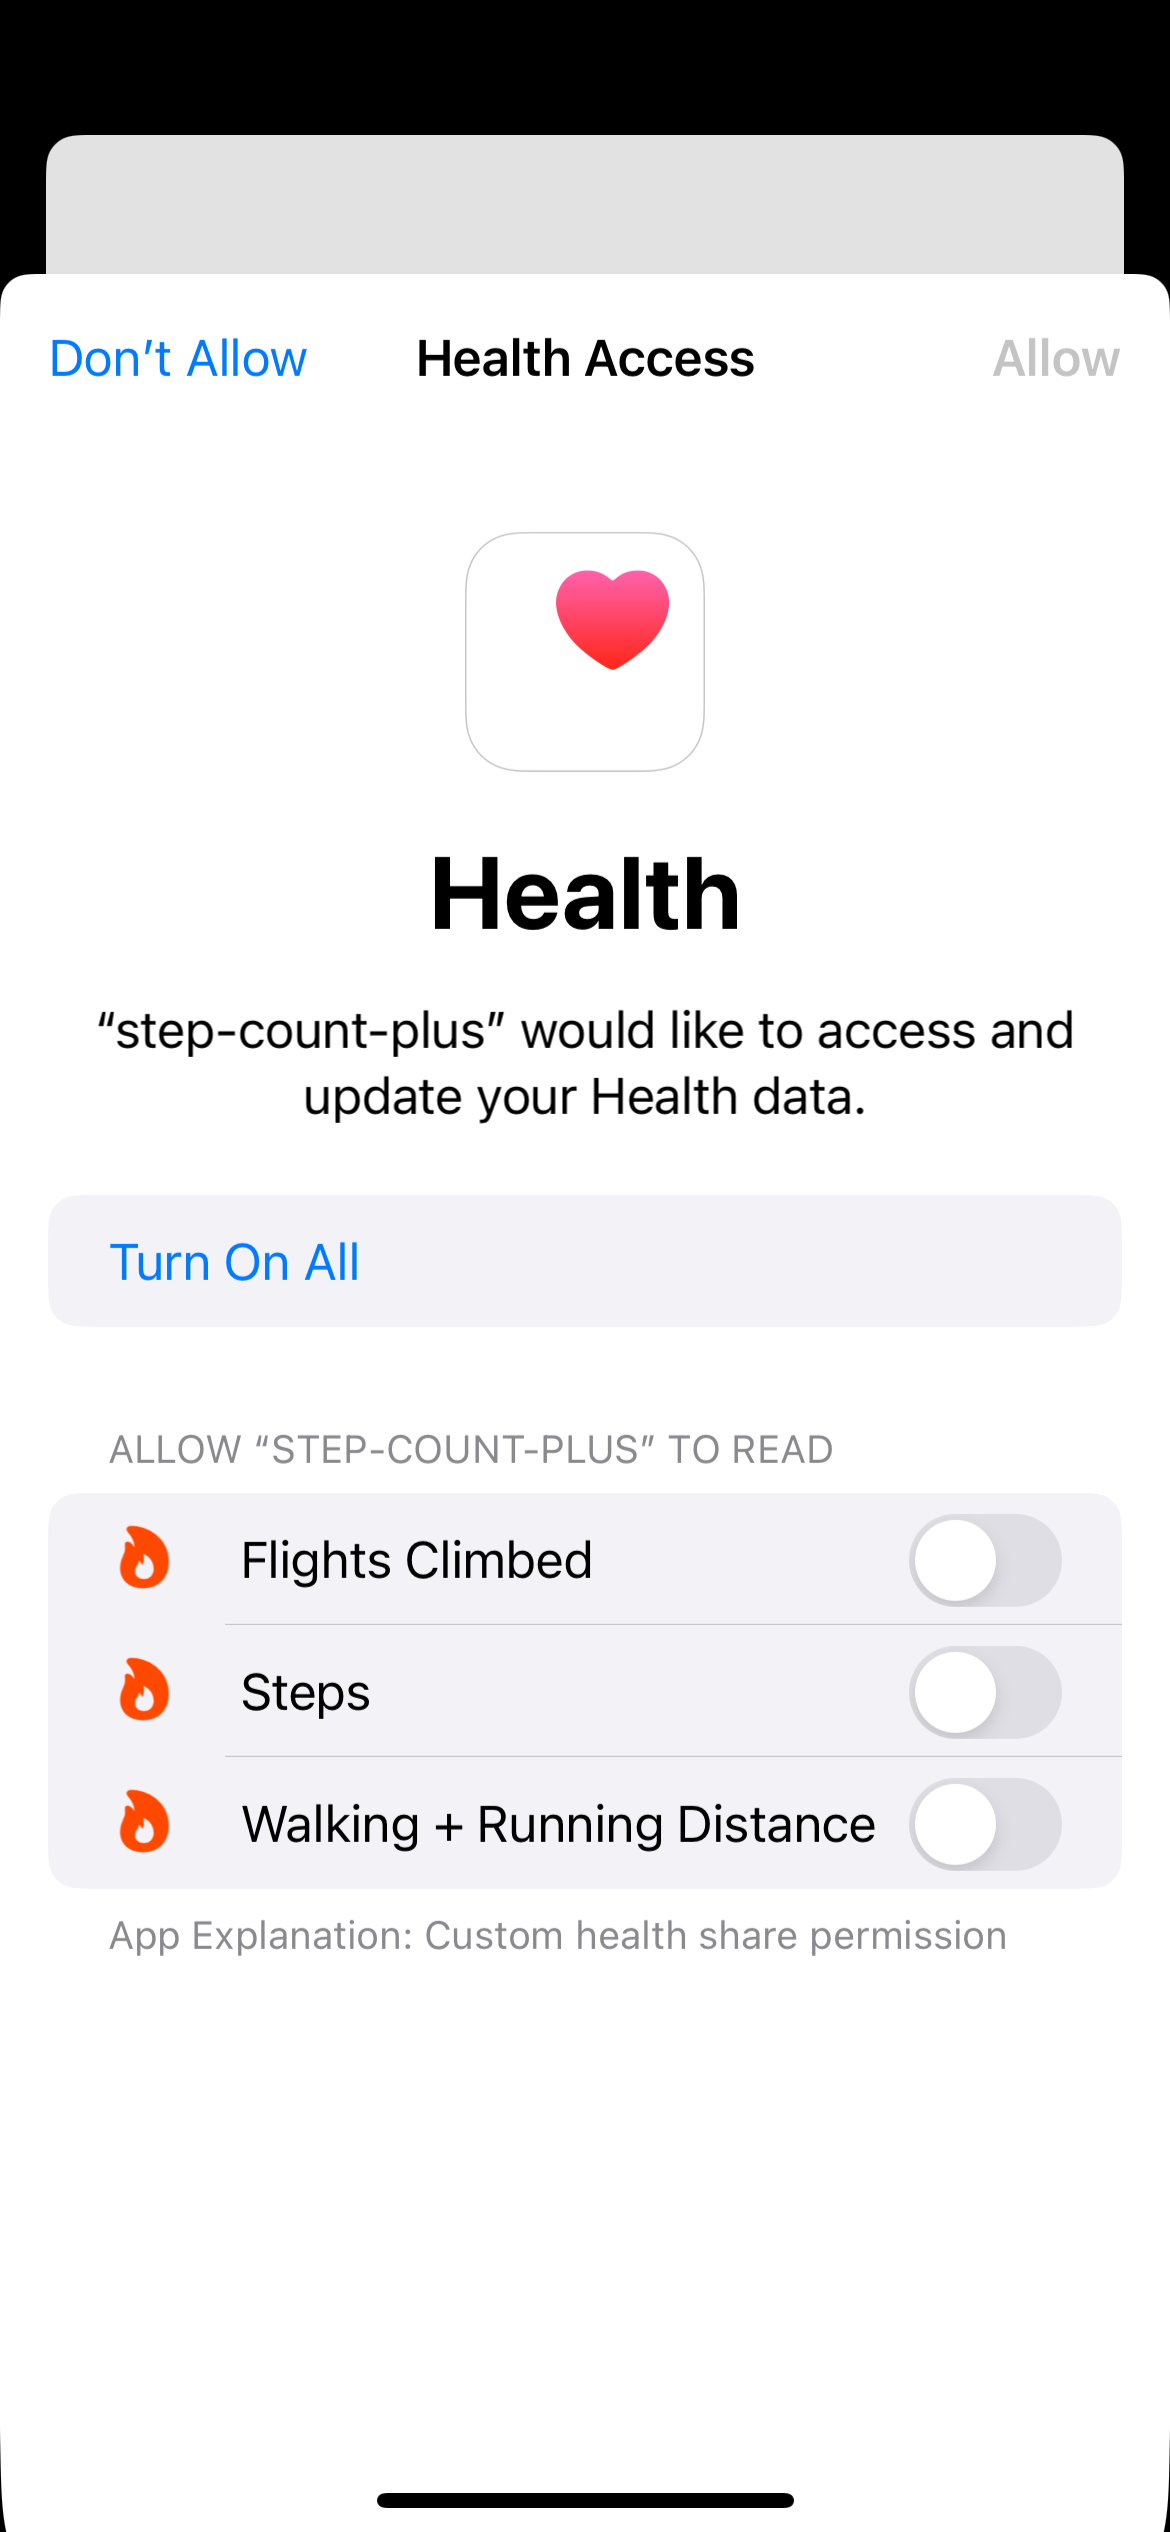 Don’t Allow Health Access Allow
Health
“step-count-plus” would like to access and
update your Health data.
Turn On All
ALLOW “STEP-COUNT-PLUS” TO READ
Flights Climbed
Steps
Walking + Running Distance
App Explanation: Custom health share permission